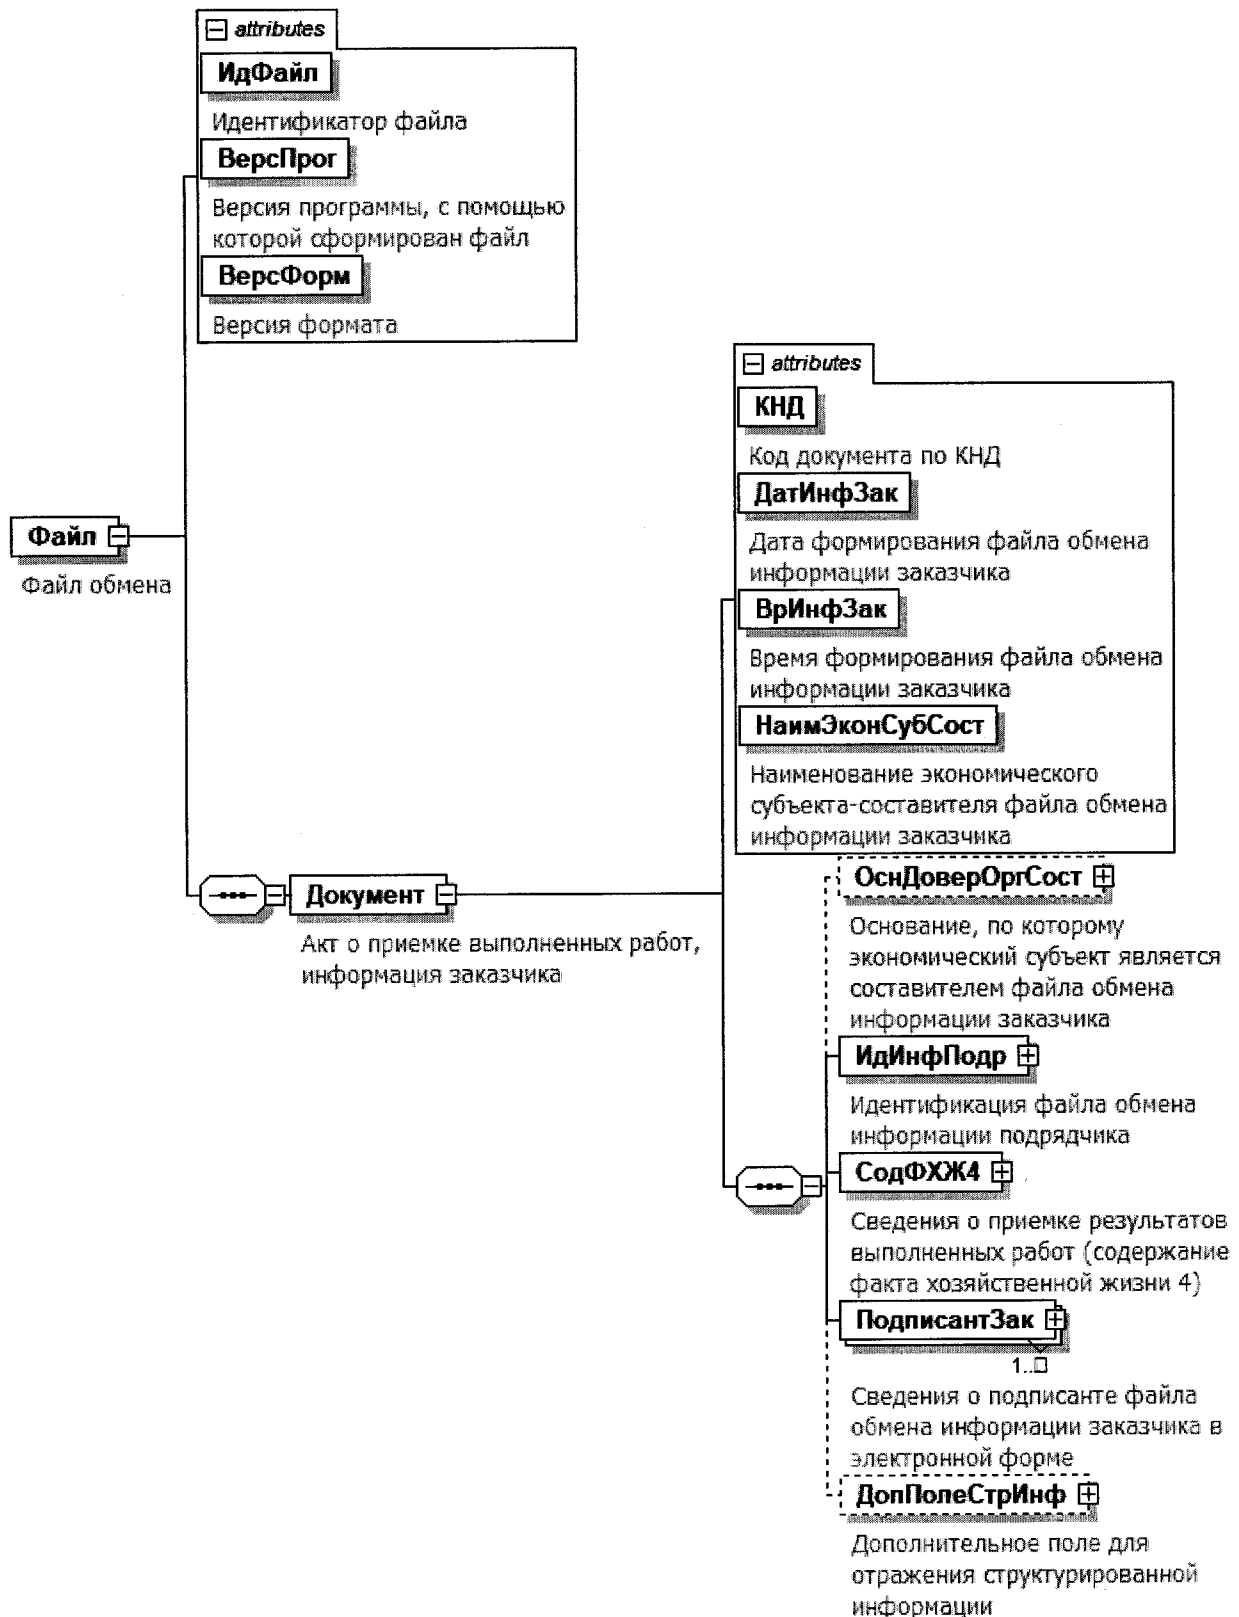 attributes
ИдФайл
Идентификатор файла
ВерсПрог
Версия программы, с помощью
которой сформирован файл
ВерсФорм
Версия формата
Файл
Файл обмена
attributes
КНД
Код документа по КНД
ДатИнфЗак
Дата формирования файла обмена
информации заказчика
ВрИнфЗак
Время формирования файла обмена
информации заказчика
НаимЭконСубСост
Наименование экономического
субъекта-составителя файла обмена
информации заказчика
Документ
Акт о приемке выполненных работ,
информация заказчика
ОснДоверОргСост
Основание, по которому
экономический субъект является
составителем файла обмена
информации заказчика
ИдИнфПодр
Идентификация файла обмена
информации подрядчика
СодФХЖ4
Сведения о приемке результатов
выполненных работ (содержание
факта хозяйственной жизни 4)
ПодписантЗак
1..□
Сведения о подписанте файла
обмена информации заказчика в
электронной форме
ДопПолеСтрИнф
Дополнительное поле для
отражения структурированной
информации